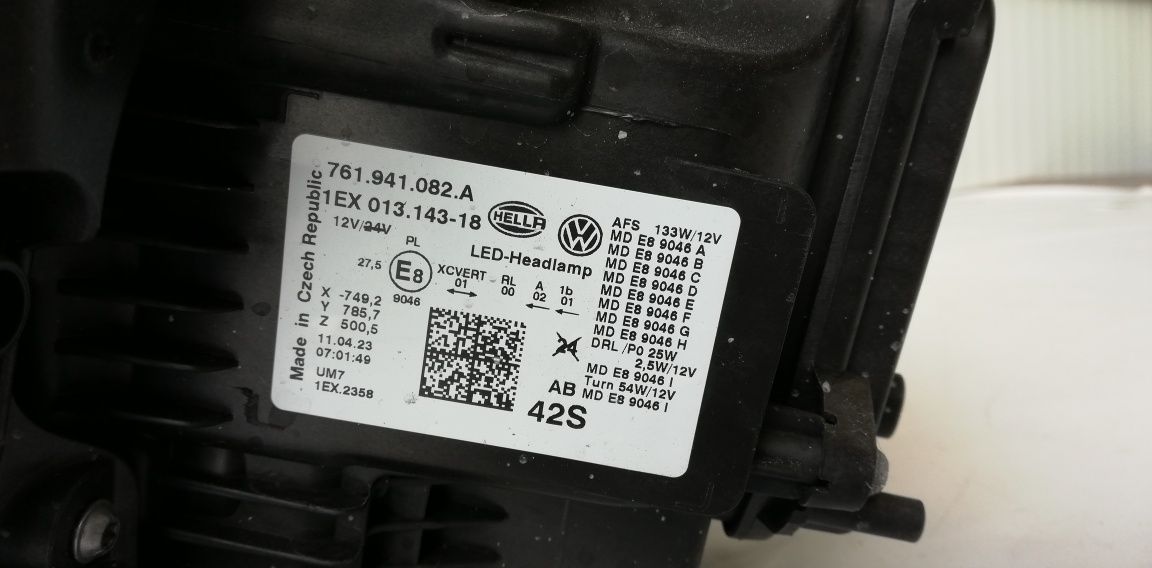 Made in Czech Republic
761.941.082.A
1EX 013.143-18
HELLA
12V/24V
LED-Headlamp
PL
27,5
E8
9046
XCVERT
01
RL
00
A
02
1b
01
X -749,2
Y 785,7
Z 500,5
11.04.23
07:01:49
UM7
1EX.2358
24
AB
42S
AFS 133W/12V
MD E8 9046 A
MD E8 9046 B
MD E8 9046 C
MD E8 9046 D
MD E8 9046 E
MD E8 9046 F
MD E8 9046 G
MD E8 9046 H
DRL /P0 25W
2,5W/12V
MD E8 9046 I
Turn 54W/12V
MD E8 9046 I